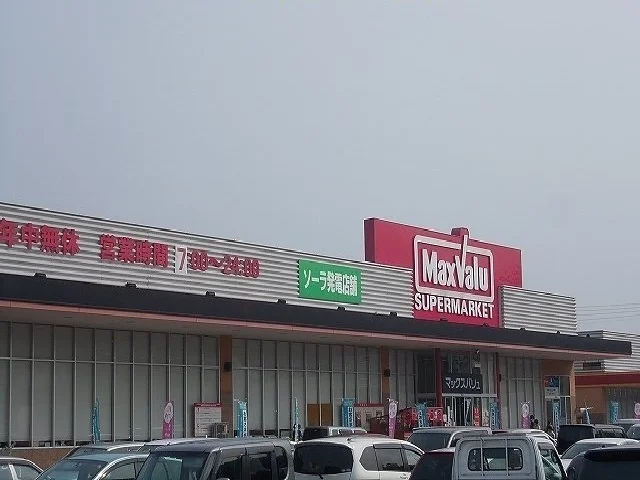 年中無休 営業時間 7:00～24:00
ソーラ発電店舗
MaxValu
SUPERMARKET
マックスバリュ